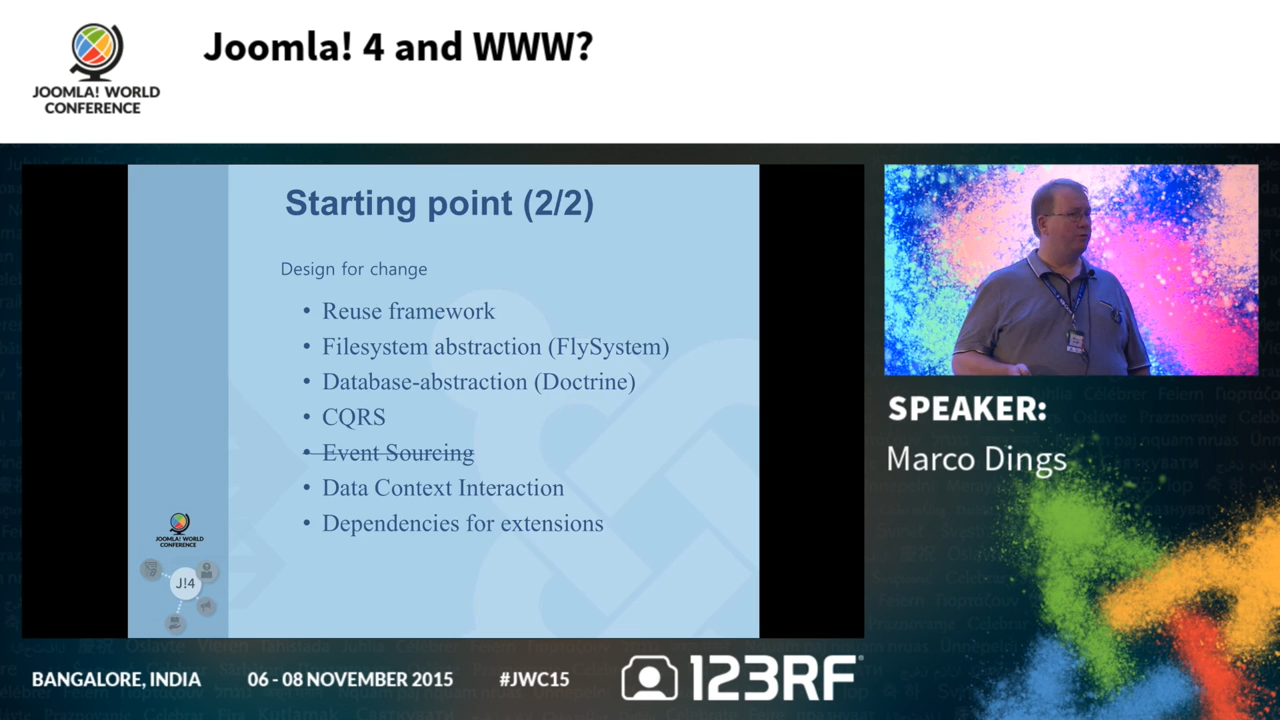 JOOMLA! WORLD
CONFERENCE
Joomla! 4 and WWW?
Starting point (2/2)
Design for change
• Reuse framework
• Filesystem abstraction (FlySystem)
• Database-abstraction (Doctrine)
• CQRS
• Event Sourcing
• Data Context Interaction
• Dependencies for extensions
JOOMLA! WORLD
CONFERENCE
J!4
SPEAKER:
Marco Dings
BANGALORE, INDIA
06 - 08 NOVEMBER 2015
#JWC15
123RF®